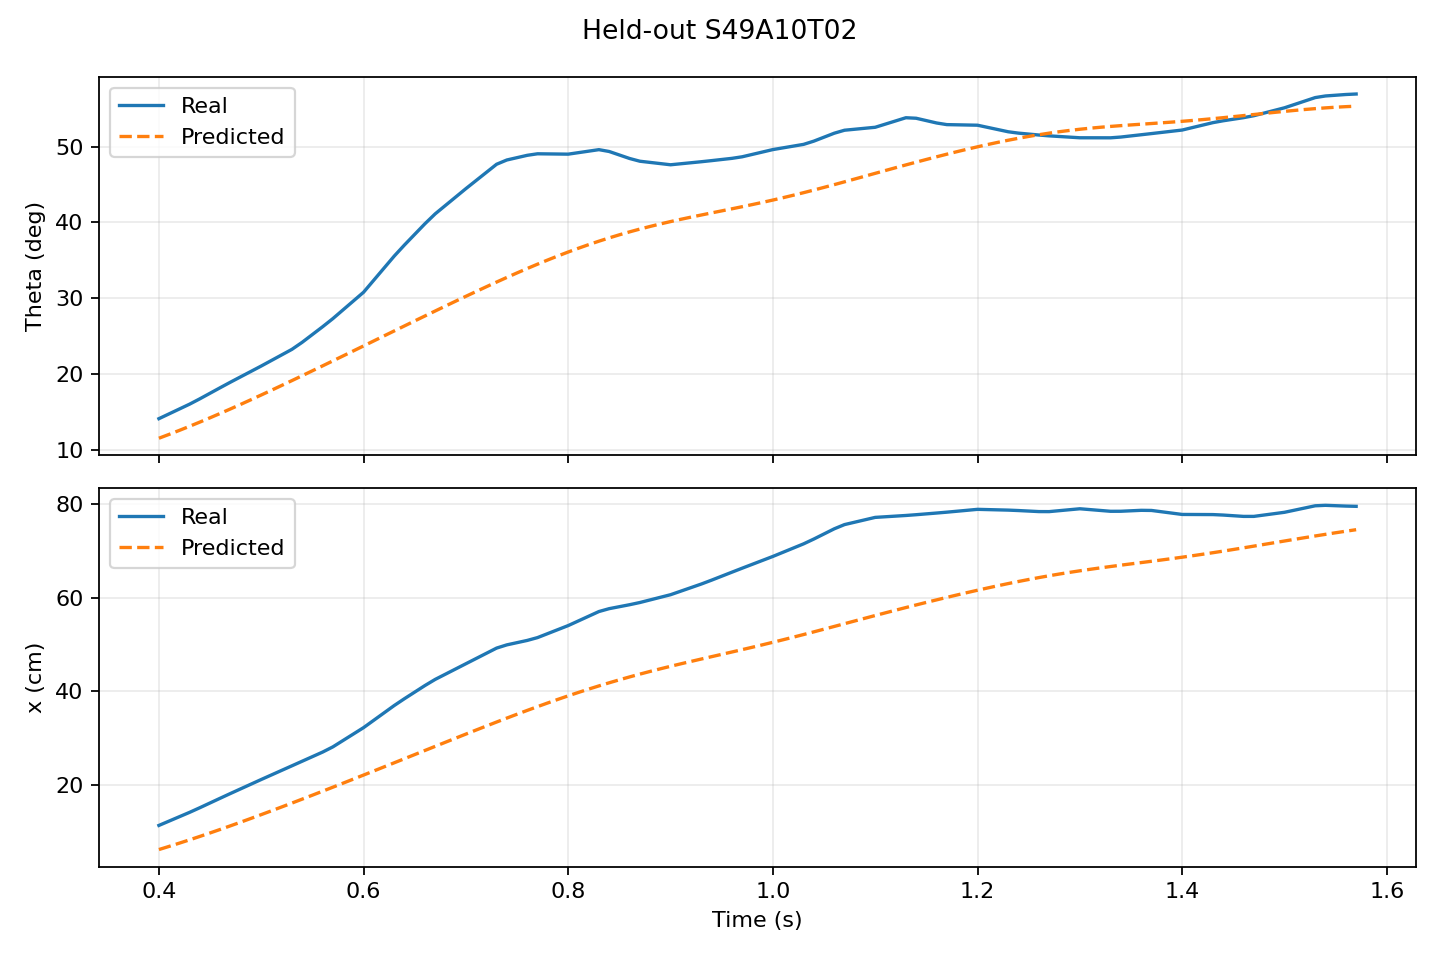 Held-out S49A10T02
Real
Predicted
Theta (deg)
50
40
30
20
10
Real
Predicted
x (cm)
80
60
40
20
0.4 0.6 0.8 1.0 1.2 1.4 1.6
Time (s)